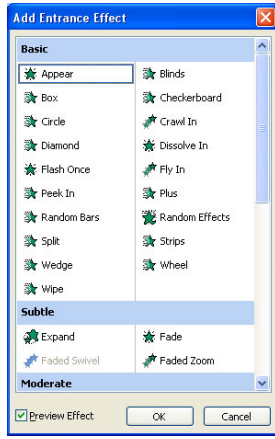 Add Entrance Effect
Basic
Appear Blinds
Box Checkerboard
Circle Crawl In
Diamond Dissolve In
Flash Once Fly In
Peek In Plus
Random Bars Random Effects
Split Strips
Wedge Wheel
Wipe
Subtle
Expand Fade
Faded Swivel Faded Zoom
Moderate
Preview Effect OK Cancel